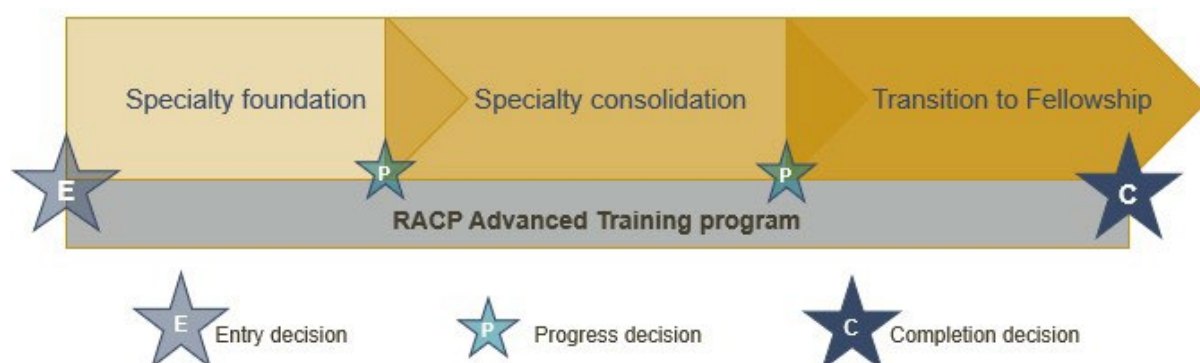 Specialty foundation
Specialty consolidation
Transition to Fellowship
E
P
P
C
RACP Advanced Training program
E Entry decision
P Progress decision
C Completion decision